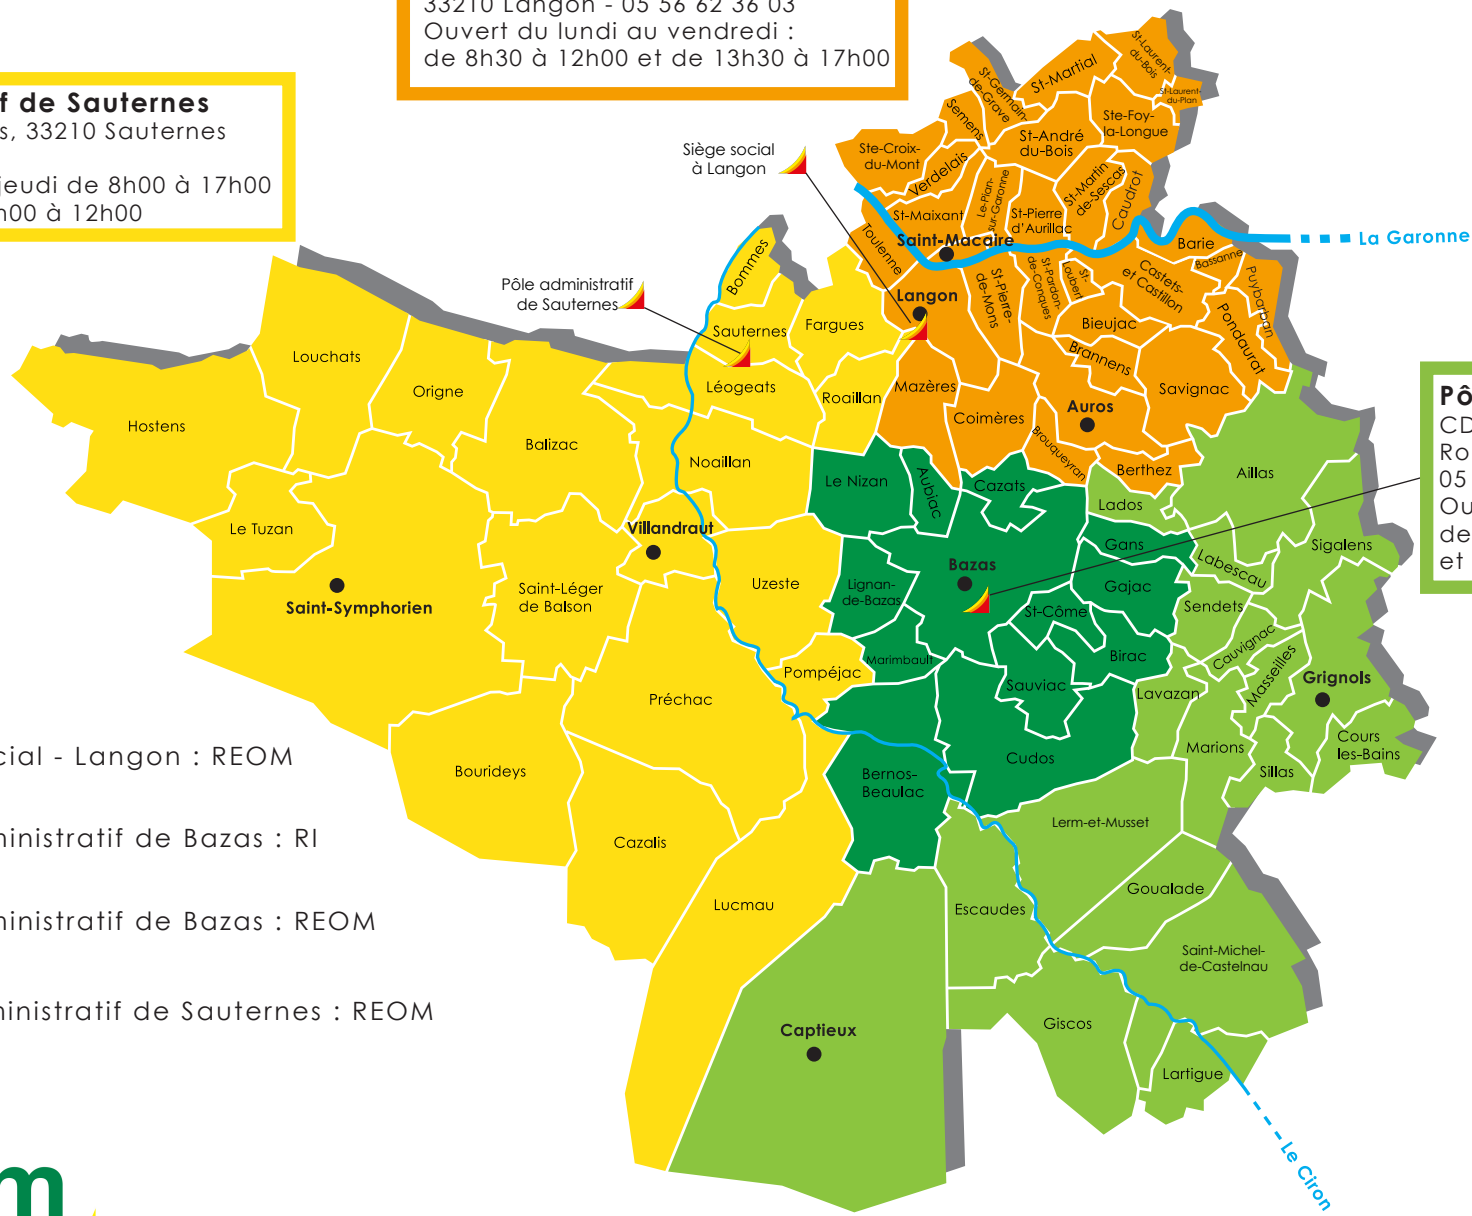 33210 Langon - 05 56 62 36 03
Ouvert du lundi au vendredi :
de 8h30 à 12h00 et de 13h30 à 17h00
de Sauternes
33210 Sauternes
jeudi de 8h00 à 17h00
à 12h00
Siège social
à Langon
Pôle administratif
de Sauternes
La Garonne
St-Laurent-
du-Bois
St-Laurent-
du-Plan
St-Martial
St-Germain-
de-Grave
Semens
Ste-Foy-
la-Longue
St-André
du-Bois
Ste-Croix-
du-Mont
Verdelais
Le-Pian-
sur-Garonne
St-Martin
de-Sescas
Caudrot
St-Maixant
St-Pierre
d'Aurillac
Saint-Macaire
Toulenne
Barie
Bassanne
Puybarban
Castets-
et Castillon
St-
Loubert
St-Pardon-
de-Conques
St-Pierre-
de-Mons
Langon
Bieujac
Pondaurat
Brannens
Savignac
Mazères
Coimères
Auros
Brouqueyran
Berthez
Bommes
Sauternes
Fargues
Léogeats
Roaillan
Louchats
Origne
Hostens
Balizac
Noaillan
Le Tuzan
Villandraut
Saint-Symphorien
Saint-Léger
de Balson
Uzeste
Pompéjac
Préchac
Bourideys
Cazalis
Lucmau
Le Nizan
Aubiac
Cazats
Bazas
Lignan-
de-Bazas
Marimbault
Gans
Gajac
St-Côme
Birac
Sauviac
Cudos
Bernos-
Beaulac
Aillas
Lados
Sigalens
Labescau
Sendets
Cauvignac
Masseilles
Grignols
Lavazan
Marions
Sillas
Cours
les-Bains
Lerm-et-Musset
Goualade
Escaudes
Saint-Michel-
de-Castelnau
Captieux
Giscos
Lartigue
Le Ciron
Pô
CD
Ro
05
Ou
de
et
- Langon : REOM
de Bazas : RI
de Bazas : REOM
de Sauternes : REOM
m